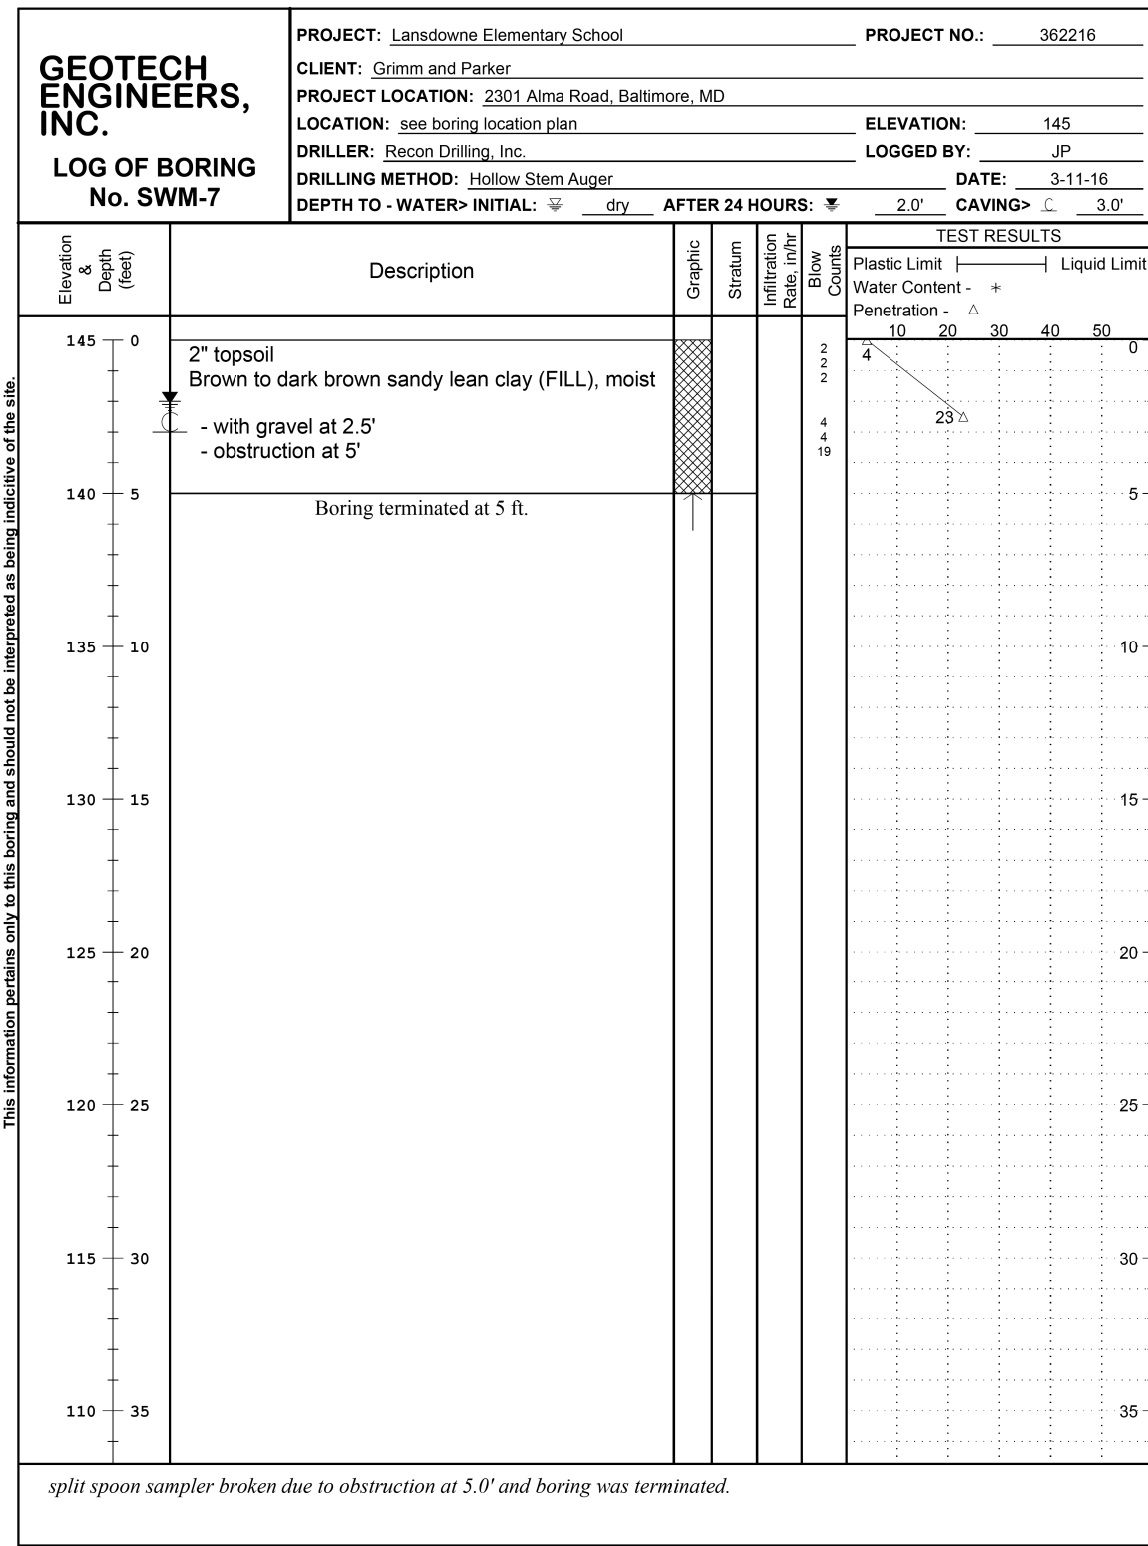 GEOTECH
ENGINEERS,
INC.
LOG OF BORING
No. SWM-7
PROJECT: Lansdowne Elementary School PROJECT NO.: 362216
CLIENT: Grimm and Parker
PROJECT LOCATION: 2301 Alma Road, Baltimore, MD
LOCATION: see boring location plan ELEVATION: 145
DRILLER: Recon Drilling, Inc. LOGGED BY: JP
DRILLING METHOD: Hollow Stem Auger DATE: 3-11-16
DEPTH TO - WATER> INITIAL: dry AFTER 24 HOURS: 2.0' CAVING> C 3.0'
Elevation
&
Depth
(feet)
Description
Graphic
Stratum
Infiltration
Rate, in/hr
Blow
Counts
TEST RESULTS
Plastic Limit Liquid Limit
Water Content -
Penetration -
10 20 30 40 50
145 0 0
2" topsoil
Brown to dark brown sandy lean clay (FILL), moist
2
2
2
4
C
- with gravel at 2.5'
- obstruction at 5'
4
4
19
23
140 5 5
Boring terminated at 5 ft.
135 10 10
130 15 15
125 20 20
120 25 25
115 30 30
110 35 35
split spoon sampler broken due to obstruction at 5.0' and boring was terminated.
This information pertains only to this boring and should not be interpreted as being indicitive of the site.